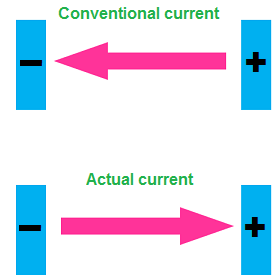 Conventional current
− +
Actual current
− +